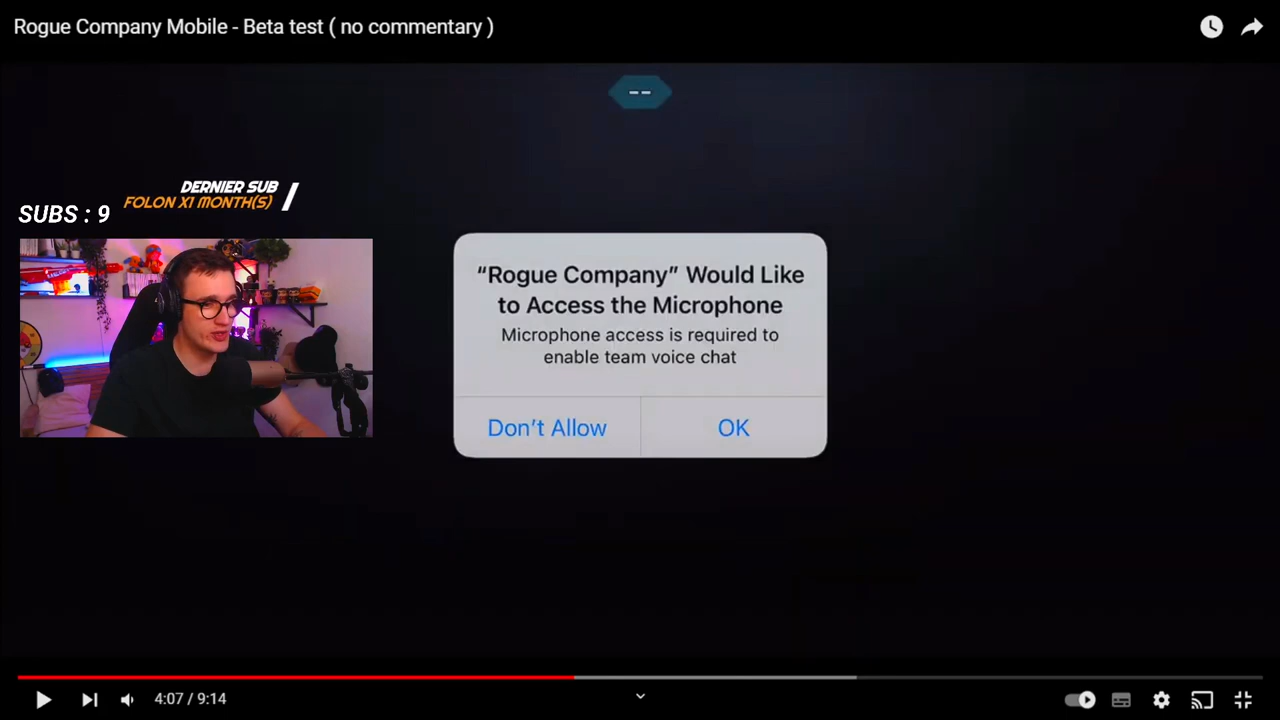 Rogue Company Mobile - Beta test ( no commentary )
--
DERNIER SUB
FOLON X1 MONTH(S)
SUBS : 9
“Rogue Company” Would Like
to Access the Microphone
Microphone access is required to
enable team voice chat
Don’t Allow
OK
4:07 / 9:14